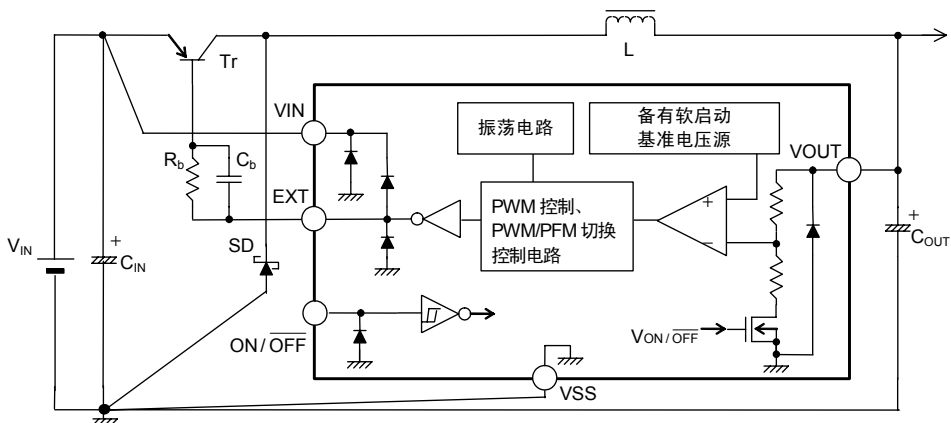 L
Tr
VIN
振荡电路
备有软启动
基准电压源
VOUT
Rb
Cb
EXT
PWM 控制、
PWM/PFM 切换
控制电路
+
−
+
COUT
VIN
+
CIN
SD
ON/OFF
VON/OFF
VSS